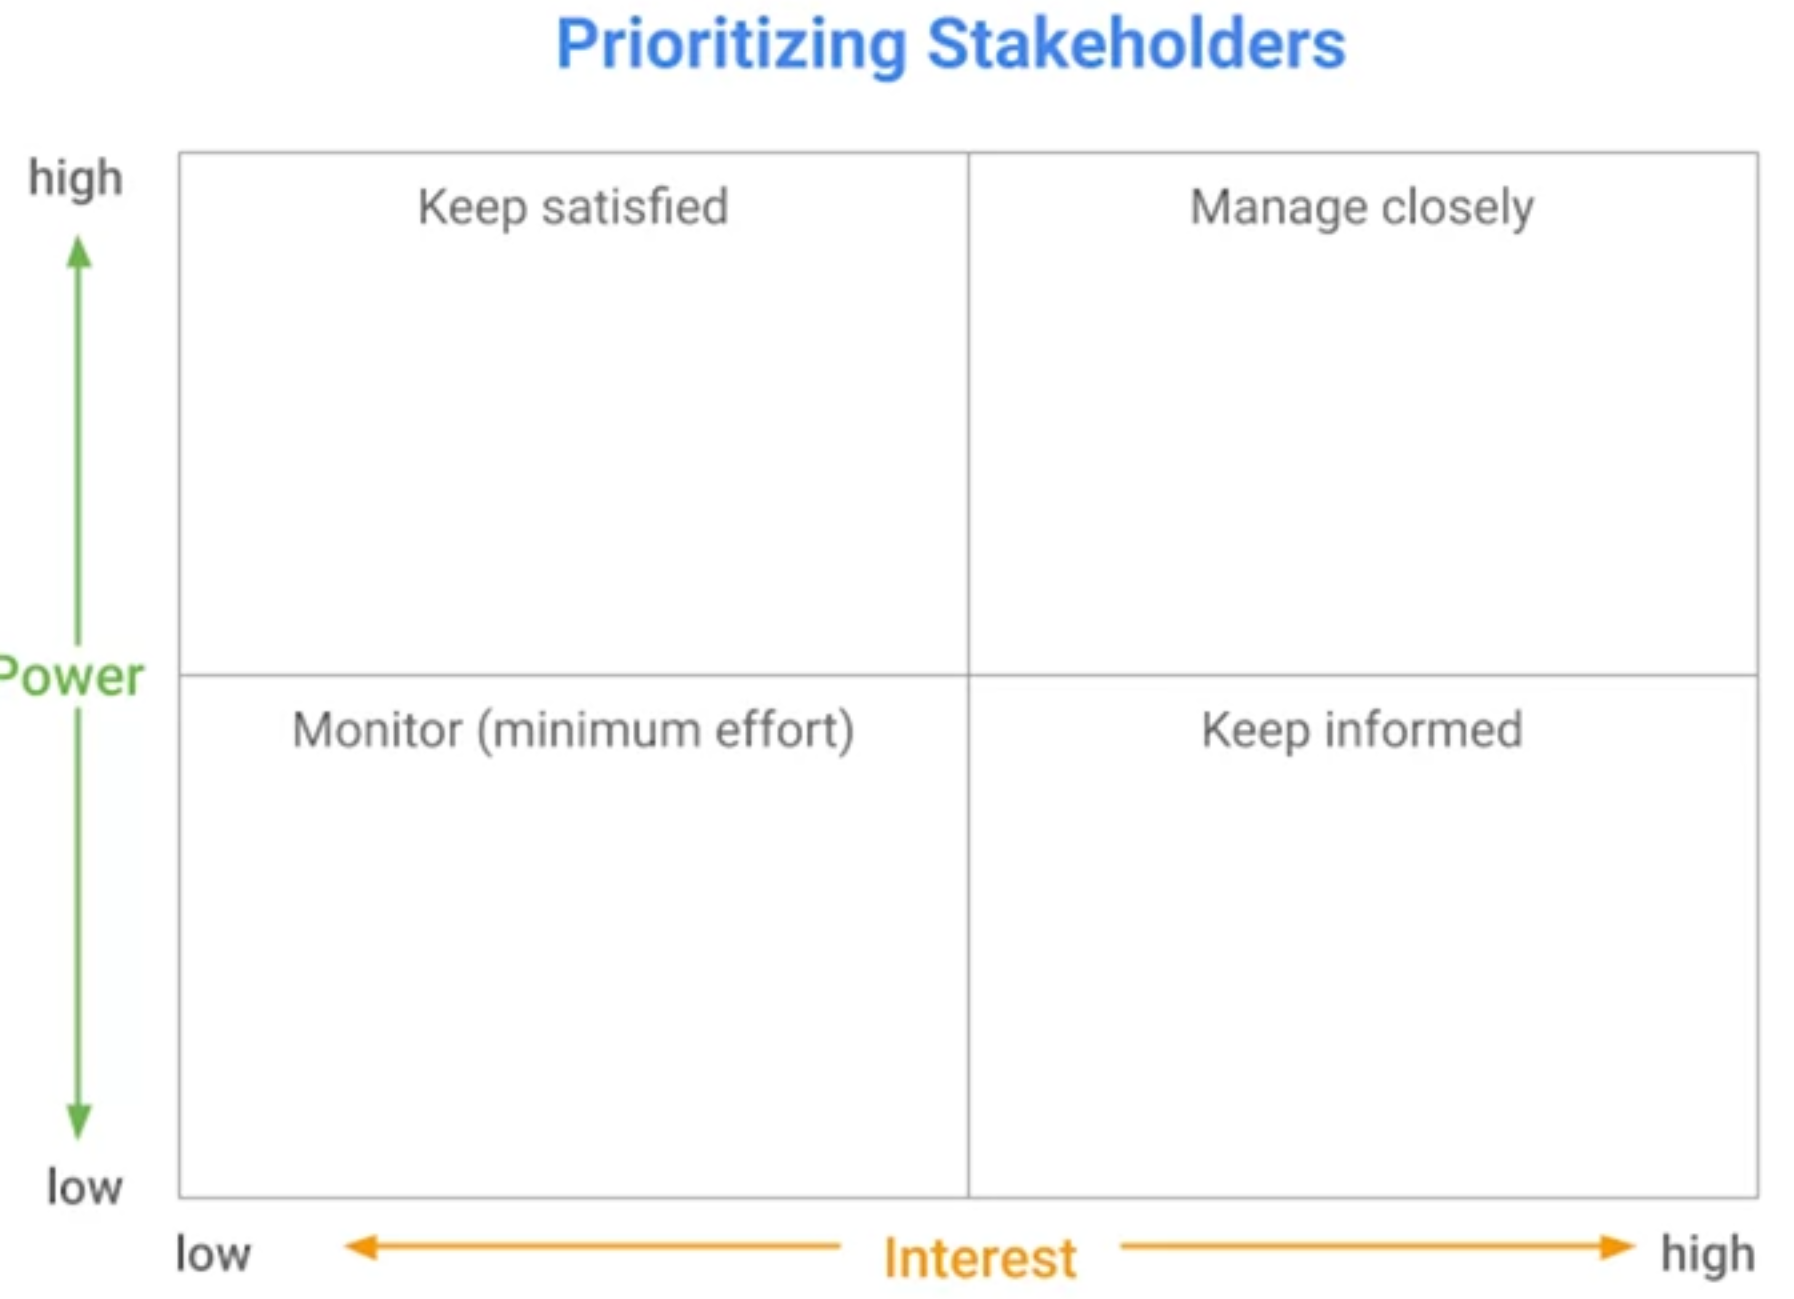 Prioritizing Stakeholders
high
Keep satisfied
Manage closely
Power
Monitor (minimum effort)
Keep informed
low
low
Interest
high